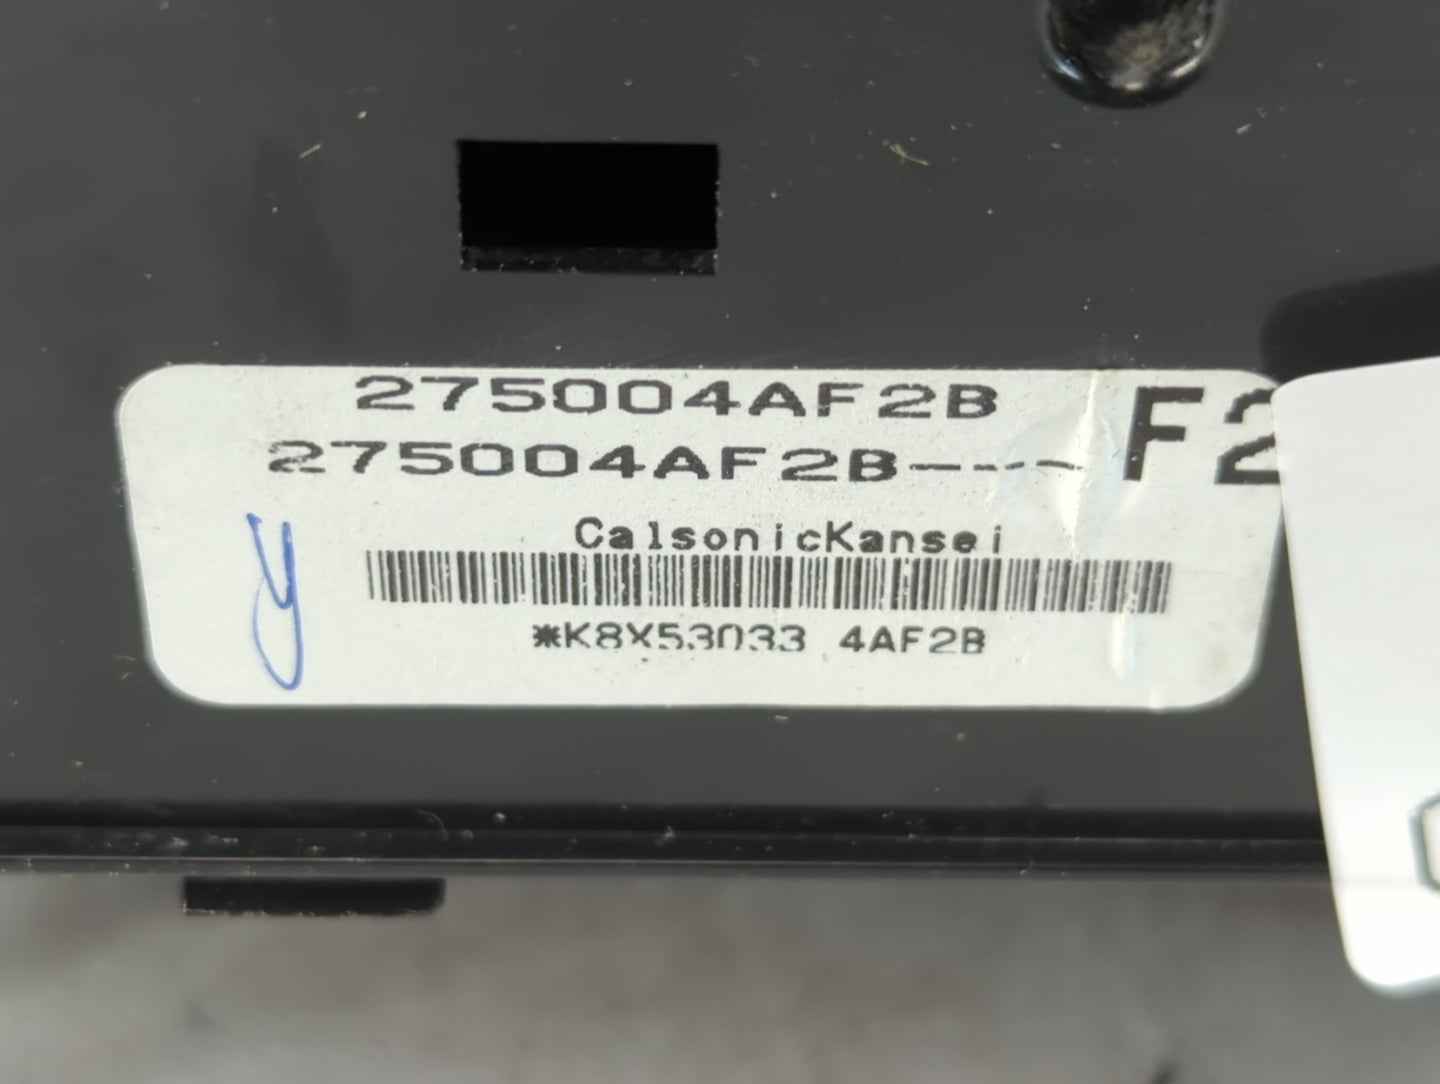 275004AF2B F2
275004AF2B----
CalsonicKansei
*K8X53033 4AF2B